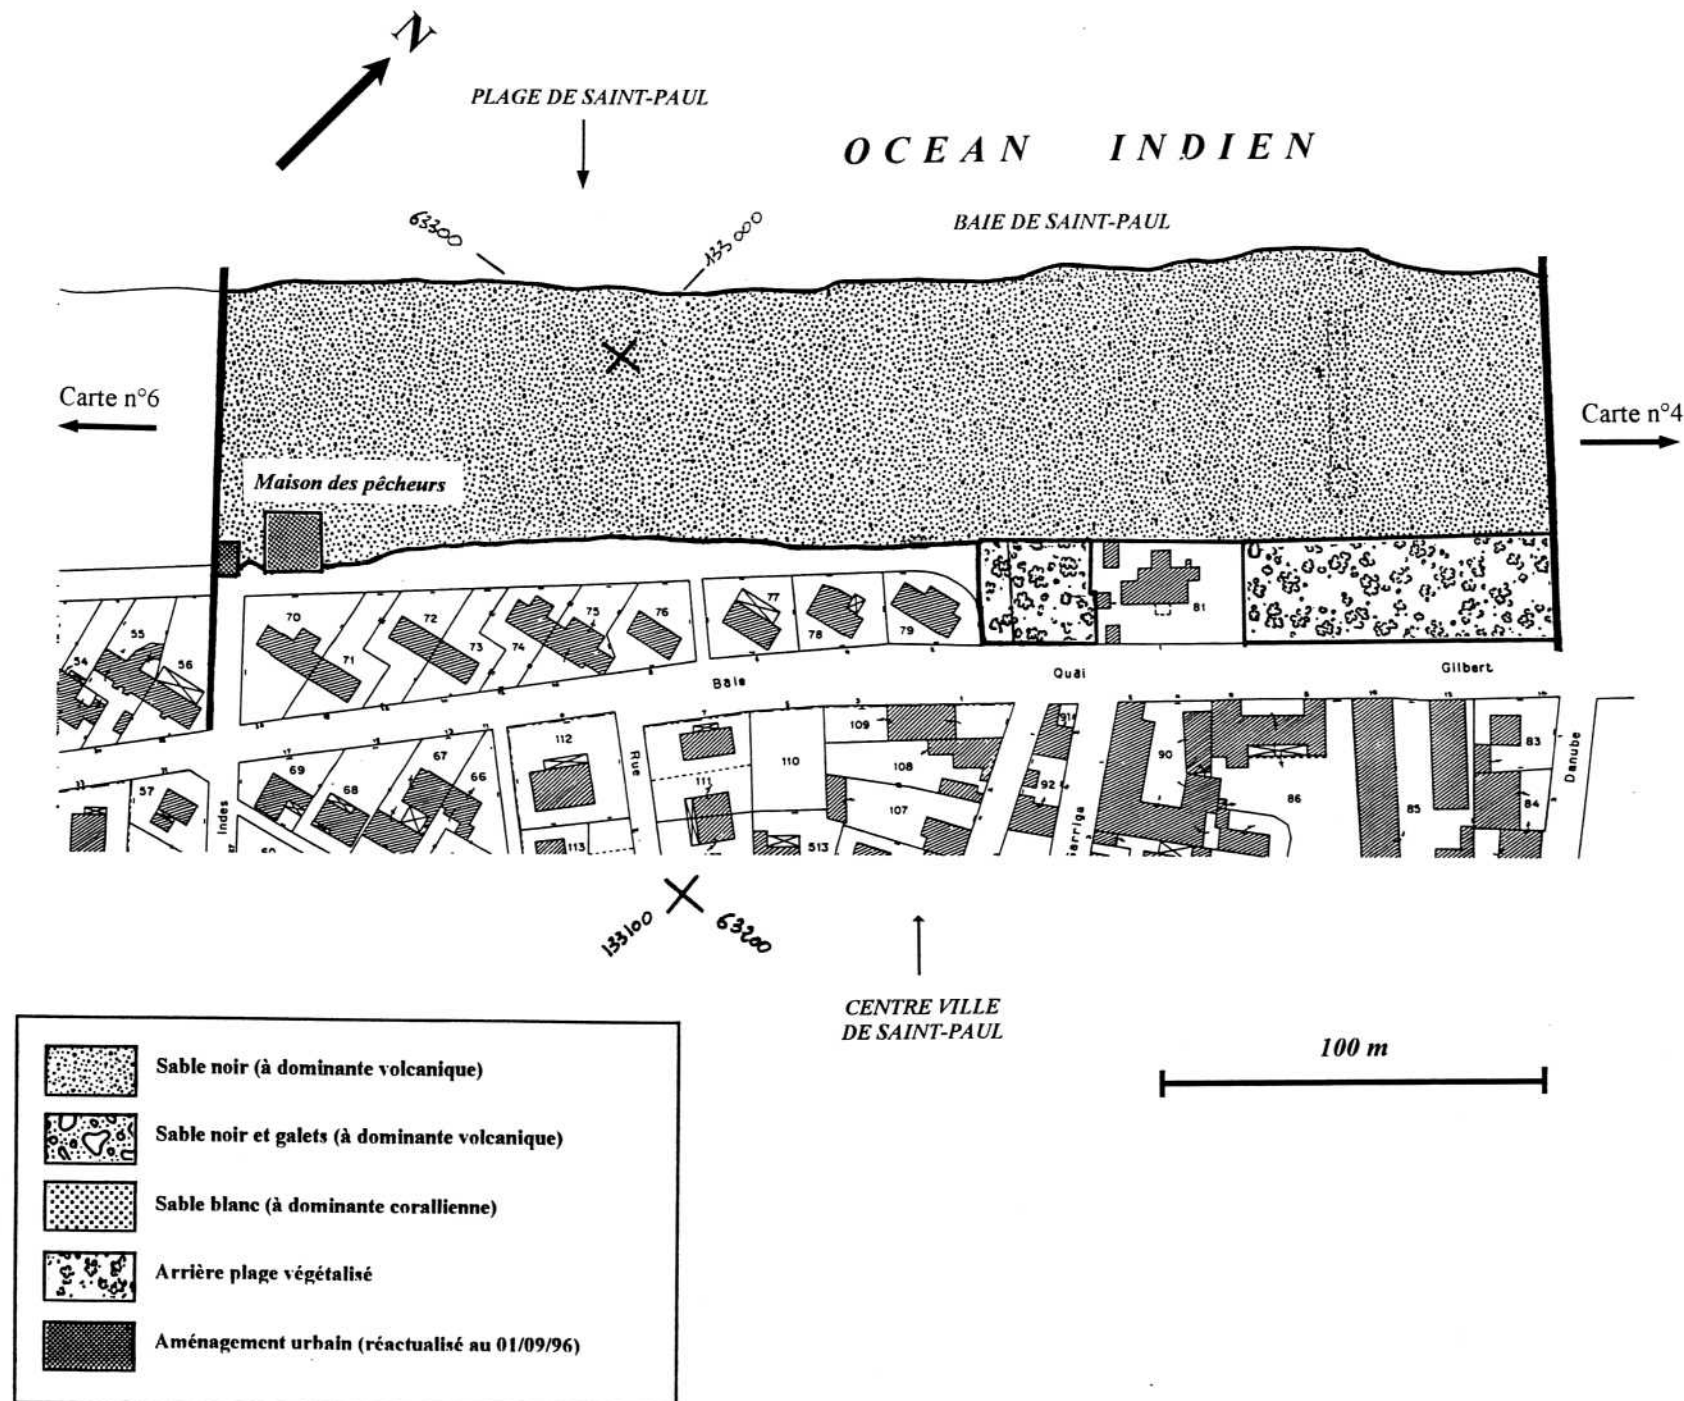 N
PLAGE DE SAINT-PAUL
OCEAN INDIEN
63300
133000
BAIE DE SAINT-PAUL
Carte n°6
Carte n°4
Maison des pêcheurs
70
71
72
73
74
75
76
77
78
79
81
54
55
56
Baie
Quai
Gilbert
57
69
68
67
66
112
Rue
111
110
109
108
107
91
92
90
86
85
83
84
Danube
Indes
113
513
133100
63200
CENTRE VILLE
DE SAINT-PAUL
100 m
Sable noir (à dominante volcanique)
Sable noir et galets (à dominante volcanique)
Sable blanc (à dominante corallienne)
Arrière plage végétalisé
Aménagement urbain (réactualisé au 01/09/96)